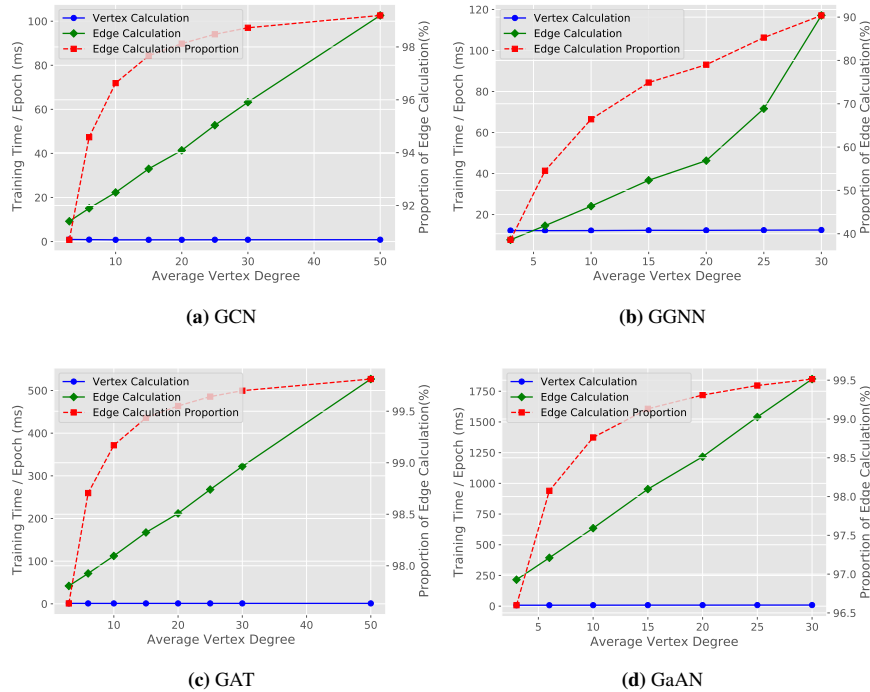 Vertex Calculation
Edge Calculation
Edge Calculation Proportion
Training Time / Epoch (ms)
100
80
60
40
20
0
98
96
94
92
Proportion of Edge Calculation(%)
10 20 30 40 50
Average Vertex Degree
(a) GCN
Vertex Calculation
Edge Calculation
Edge Calculation Proportion
Training Time / Epoch (ms)
120
100
80
60
40
20
90
80
70
60
50
40
Proportion of Edge Calculation(%)
5 10 15 20 25 30
Average Vertex Degree
(b) GGNN
Vertex Calculation
Edge Calculation
Edge Calculation Proportion
Training Time / Epoch (ms)
500
400
300
200
100
0
99.5
99.0
98.5
98.0
Proportion of Edge Calculation(%)
10 20 30 40 50
Average Vertex Degree
(c) GAT
Vertex Calculation
Edge Calculation
Edge Calculation Proportion
Training Time / Epoch (ms)
1750
1500
1250
1000
750
500
250
0
99.5
99.0
98.5
98.0
97.5
97.0
96.5
Proportion of Edge Calculation(%)
5 10 15 20 25 30
Average Vertex Degree
(d) GaAN